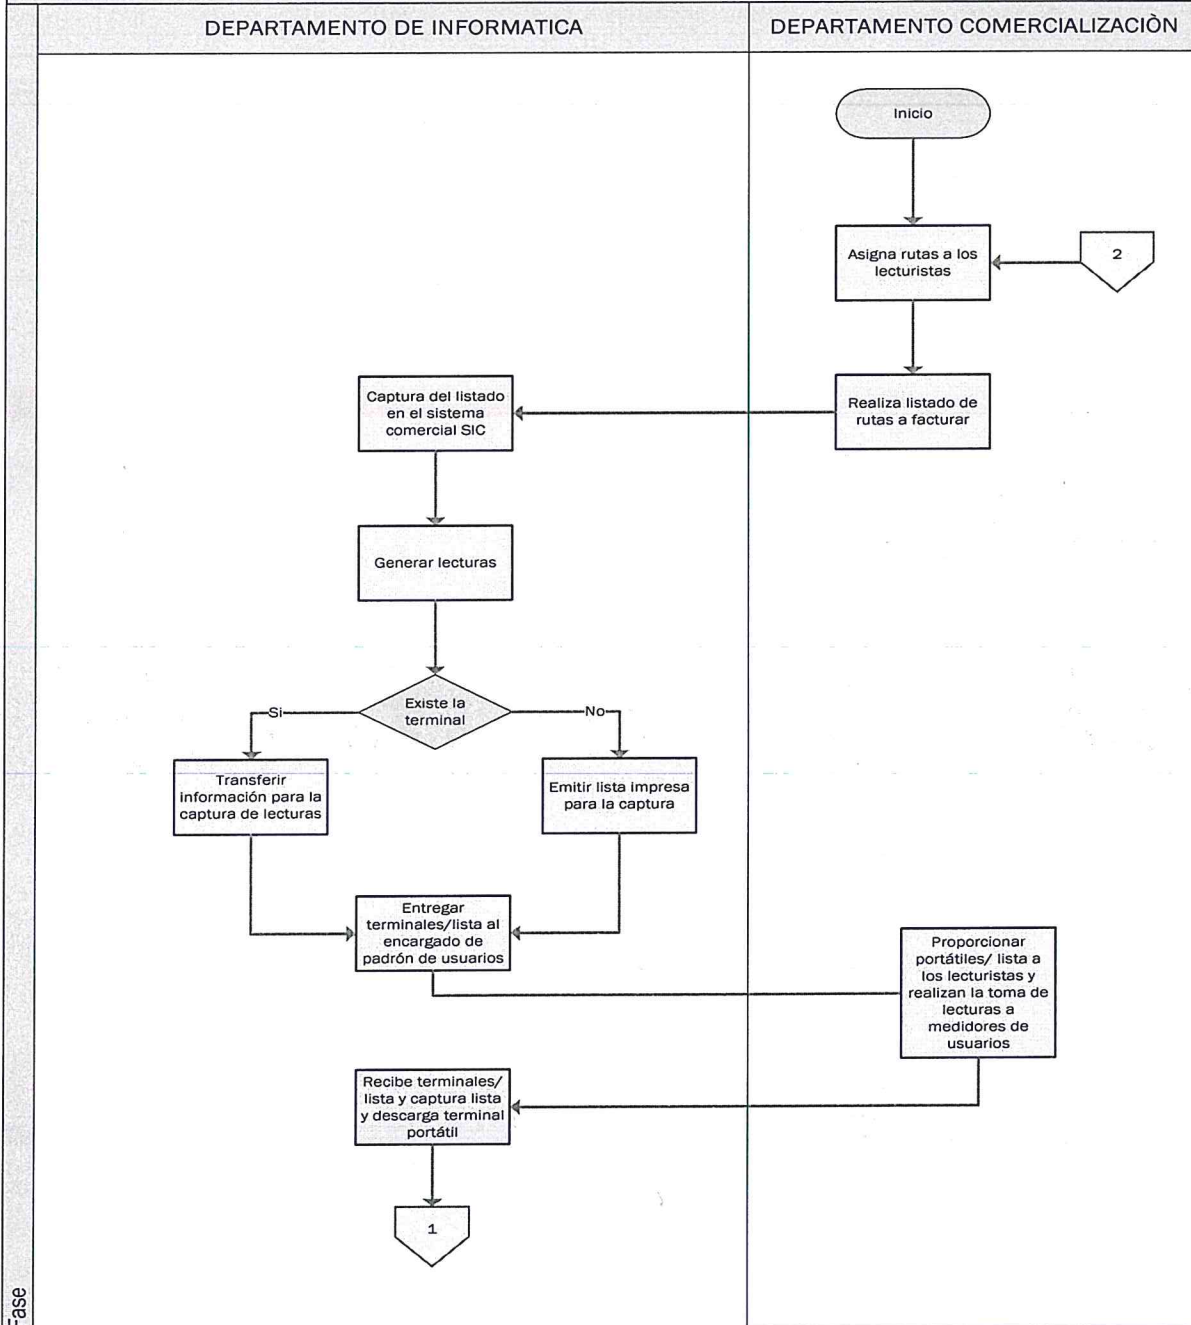 DEPARTAMENTO DE INFORMATICA
DEPARTAMENTO COMERCIALIZACIÒN
Inicio
Asigna rutas a los
lecturistas
2
Realiza listado de
rutas a facturar
Captura del listado
en el sistema
comercial SIC
Generar lecturas
Existe la
terminal
Si
No
Transferir
información para la
captura de lecturas
Emitir lista impresa
para la captura
Entregar
terminales/lista al
encargado de
padrón de usuarios
Proporcionar
portátiles/ lista a
los lecturistas y
realizan la toma de
lecturas a
medidores de
usuarios
Recibe terminales/
lista y captura lista
y descarga terminal
portátil
1
Fase